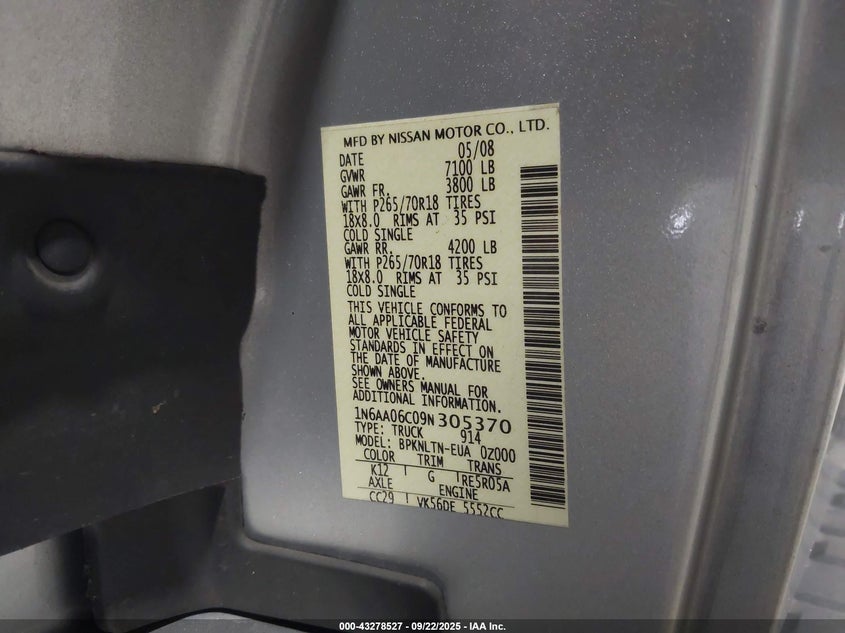 MFD BY NISSAN MOTOR CO., LTD.
DATE 05/08
GVWR 7100 LB
GAWR FR. 3800 LB
WITH P265/70R18 TIRES
18X8.0 RIMS AT 35 PSI
COLD SINGLE
GAWR RR. 4200 LB
WITH P265/70R18 TIRES
18X8.0 RIMS AT 35 PSI
COLD SINGLE
THIS VEHICLE CONFORMS TO
ALL APPLICABLE FEDERAL
MOTOR VEHICLE SAFETY
STANDARDS IN EFFECT ON
THE DATE OF MANUFACTURE
SHOWN ABOVE.
SEE OWNERS MANUAL FOR
ADDITIONAL INFORMATION.
1N6AA06C09N305370
TYPE: TRUCK 914
MODEL: BPKNLTN-EUA 0Z000
COLOR TRIM TRANS
K12 G RE5R05A
AXLE ENGINE
CC29 VK56DE 5552CC
000-43278527 - 09/22/2025 - IAA Inc.